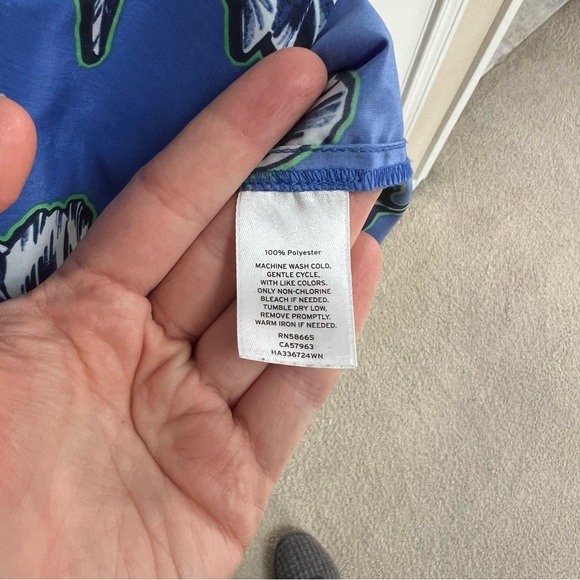 100% Polyester
MACHINE WASH COLD,
GENTLE CYCLE,
WITH LIKE COLORS.
ONLY NON-CHLORINE
BLEACH IF NEEDED.
TUMBLE DRY LOW,
REMOVE PROMPTLY.
WARM IRON IF NEEDED.
RN58665
CA57963
HA336724WN